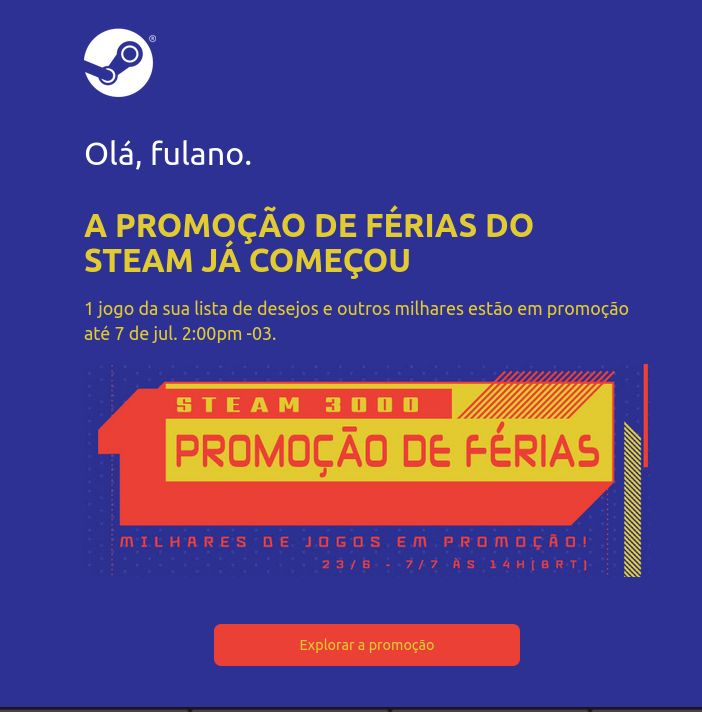 ®
Olá, fulano.
A PROMOÇÃO DE FÉRIAS DO
STEAM JÁ COMEÇOU
1 jogo da sua lista de desejos e outros milhares estão em promoção
até 7 de jul. 2:00pm -03.
STEAM 3000
PROMOÇÃO DE FÉRIAS
MILHARES DE JOGOS EM PROMOÇÃO!
23/6 - 7/7 ÀS 14H[BRT]
Explorar a promoção